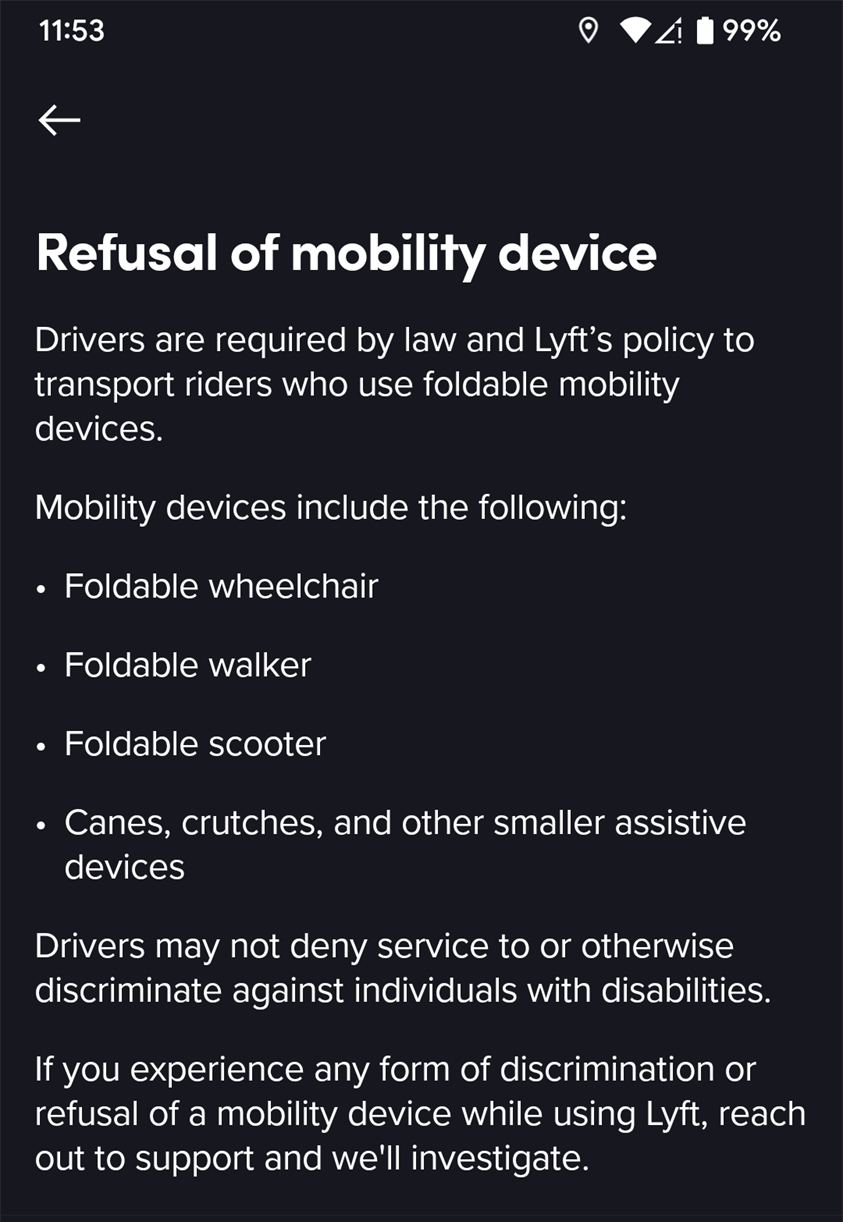 11:53
99%
Refusal of mobility device
Drivers are required by law and Lyft’s policy to
transport riders who use foldable mobility
devices.
Mobility devices include the following:
• Foldable wheelchair
• Foldable walker
• Foldable scooter
• Canes, crutches, and other smaller assistive
devices
Drivers may not deny service to or otherwise
discriminate against individuals with disabilities.
If you experience any form of discrimination or
refusal of a mobility device while using Lyft, reach
out to support and we'll investigate.